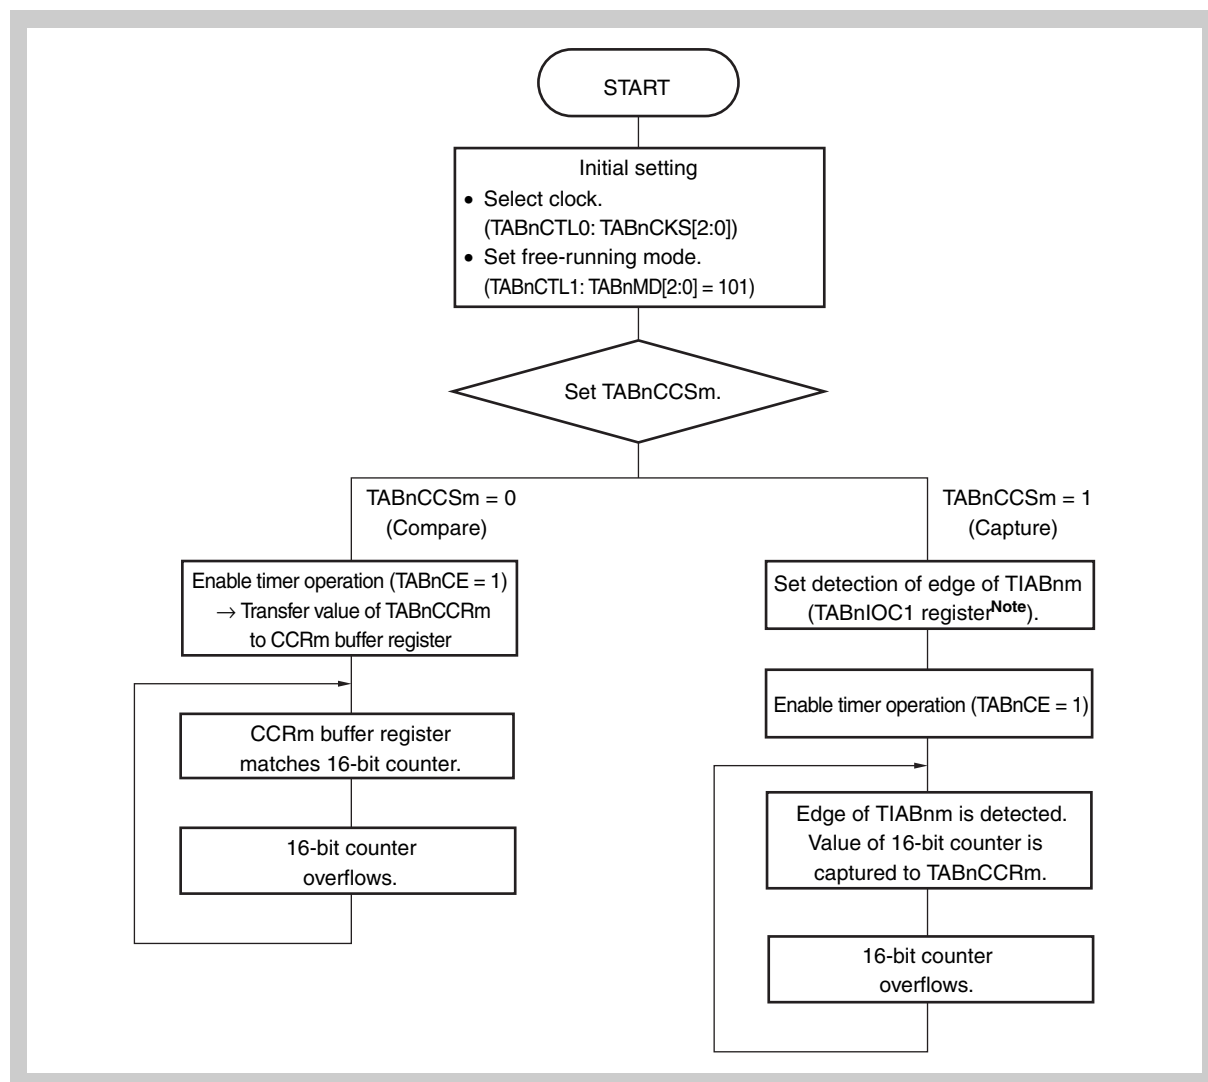 START
Initial setting
• Select clock.
(TABnCTL0: TABnCKS[2:0])
• Set free-running mode.
(TABnCTL1: TABnMD[2:0] = 101)
Set TABnCCSm.
TABnCCSm = 0
(Compare)
Enable timer operation (TABnCE = 1)
→ Transfer value of TABnCCRm
to CCRm buffer register
CCRm buffer register
matches 16-bit counter.
16-bit counter
overflows.
TABnCCSm = 1
(Capture)
Set detection of edge of TIABnm
(TABnIOC1 registerNote).
Enable timer operation (TABnCE = 1)
Edge of TIABnm is detected.
Value of 16-bit counter is
captured to TABnCCRm.
16-bit counter
overflows.